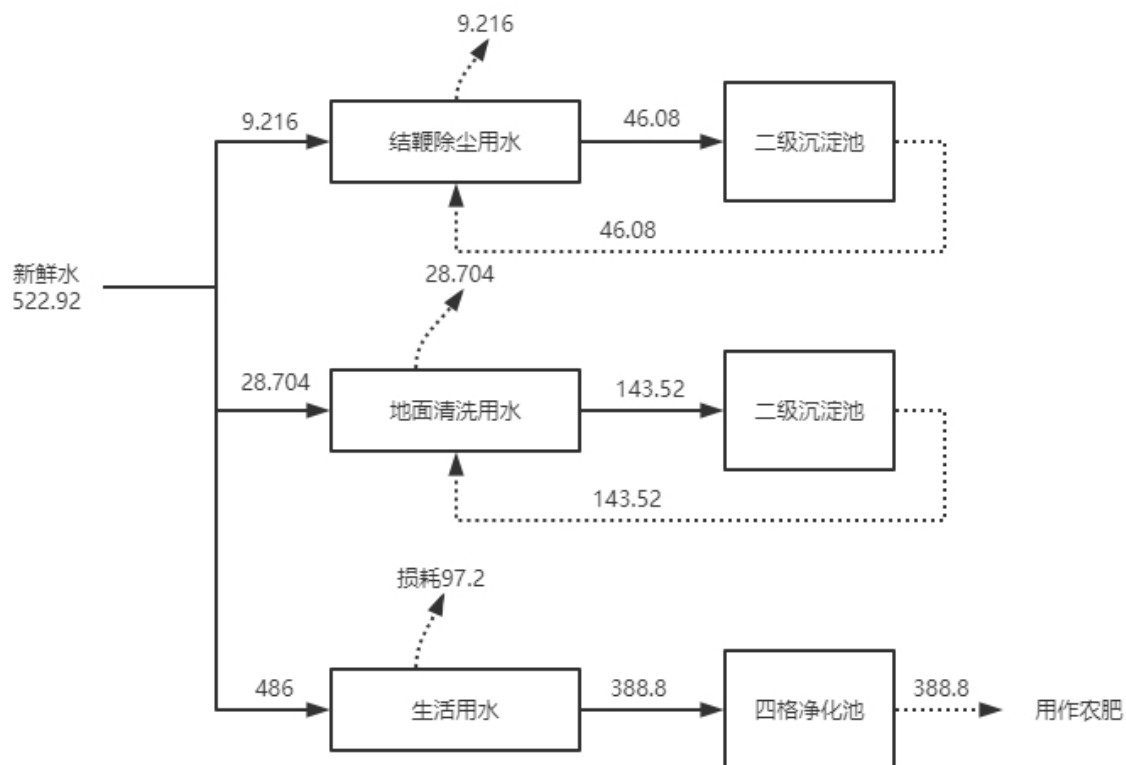 9.216
9.216
结鞭除尘用水
46.08
二级沉淀池
46.08
新鲜水
522.92
28.704
28.704
地面清洗用水
143.52
二级沉淀池
143.52
损耗97.2
486
生活用水
388.8
四格净化池
388.8
用作农肥